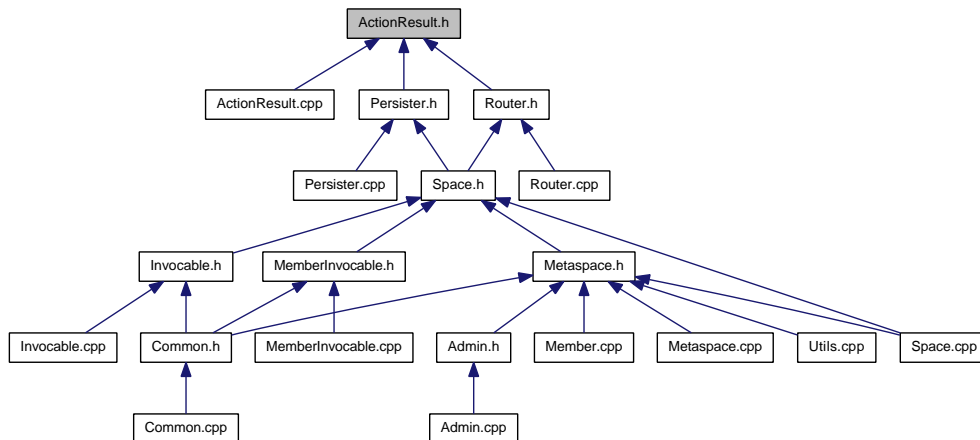 ActionResult.h
ActionResult.cpp
Persister.h
Router.h
Persister.cpp
Space.h
Router.cpp
Invocable.h
MemberInvocable.h
Metaspace.h
Invocable.cpp
Common.h
MemberInvocable.cpp
Admin.h
Member.cpp
Metaspace.cpp
Utils.cpp
Space.cpp
Common.cpp
Admin.cpp